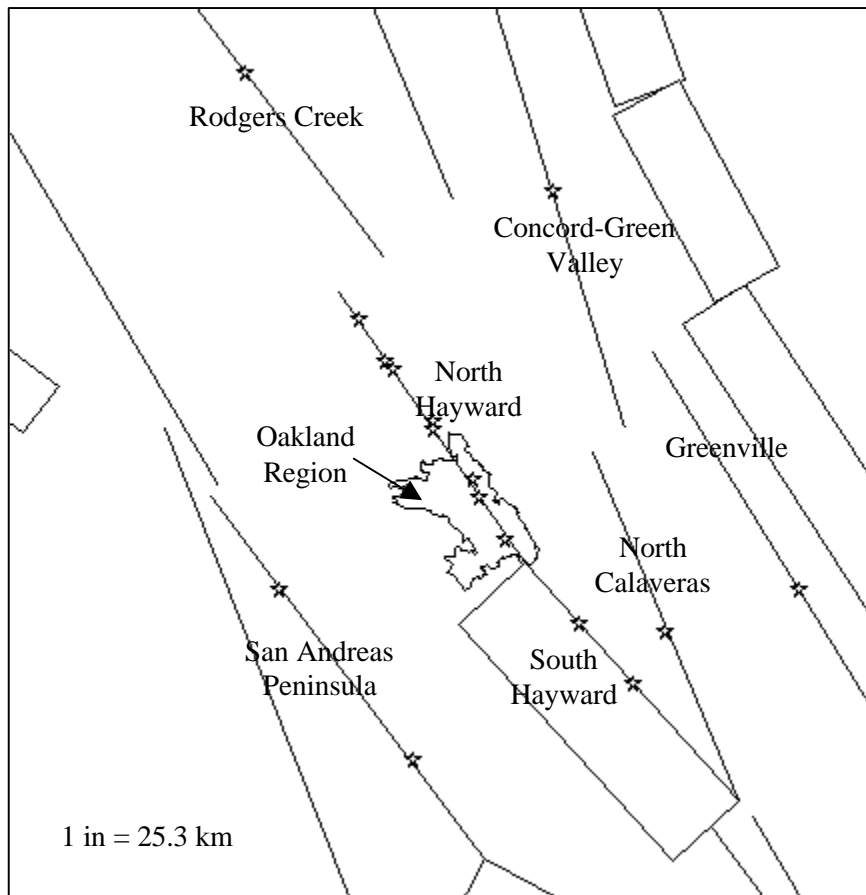 Rodgers Creek
Concord-Green
Valley
North
Hayward
Oakland
Region
Greenville
North
Calaveras
San Andreas
Peninsula
South
Hayward
1 in = 25.3 km